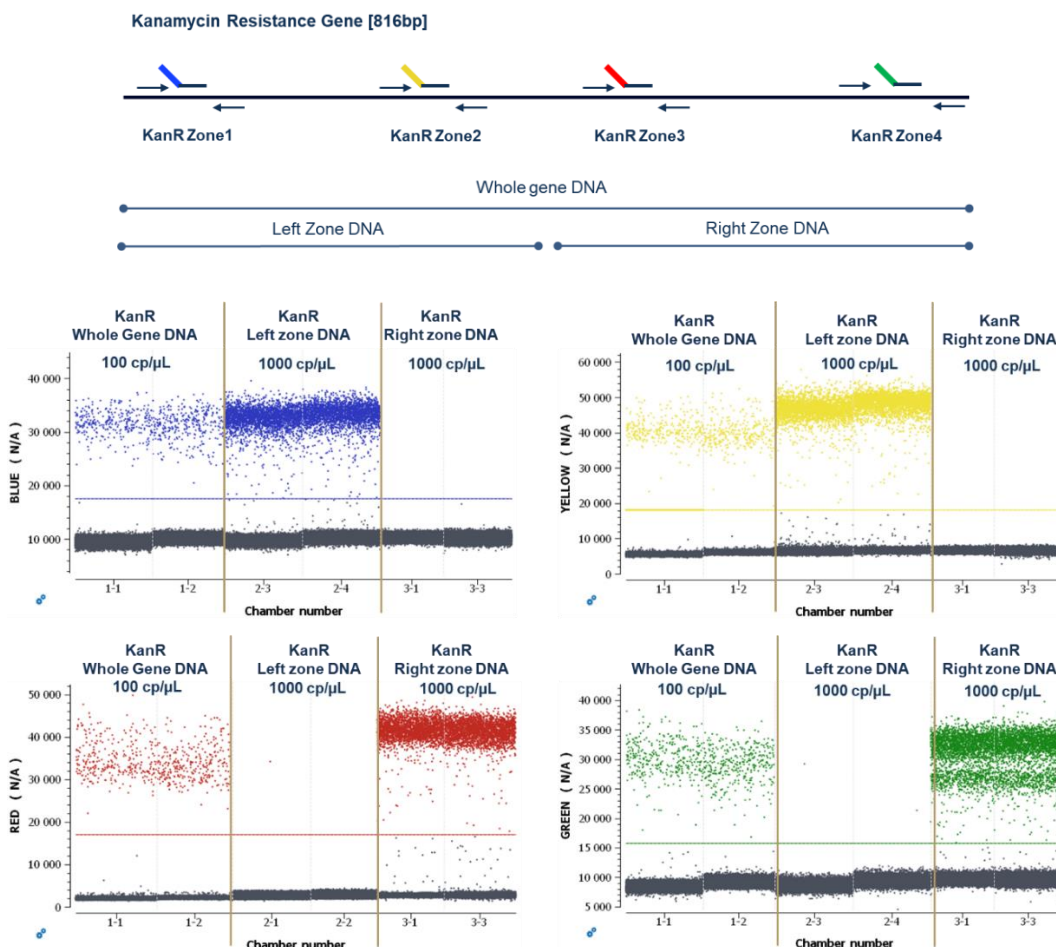 Kanamycin Resistance Gene [816bp]
KanR Zone1
KanR Zone2
KanR Zone3
KanR Zone4
Whole gene DNA
Left Zone DNA
Right Zone DNA
KanR
Whole Gene DNA
100 cp/µL
KanR
Left zone DNA
1000 cp/µL
KanR
Right zone DNA
1000 cp/µL
BLUE ( N/A )
40 000
30 000
20 000
10 000
1-1
1-2
2-3
2-4
3-1
3-3
Chamber number
KanR
Whole Gene DNA
100 cp/µL
KanR
Left zone DNA
1000 cp/µL
KanR
Right zone DNA
1000 cp/µL
YELLOW ( N/A )
60 000
50 000
40 000
30 000
20 000
10 000
0
1-1
1-2
2-3
2-4
3-1
3-3
Chamber number
KanR
Whole Gene DNA
100 cp/µL
KanR
Left zone DNA
1000 cp/µL
KanR
Right zone DNA
1000 cp/µL
RED ( N/A )
50 000
40 000
30 000
20 000
10 000
0
1-1
1-2
2-1
2-2
3-1
3-3
Chamber number
KanR
Whole Gene DNA
100 cp/µL
KanR
Left zone DNA
1000 cp/µL
KanR
Right zone DNA
1000 cp/µL
GREEN ( N/A )
40 000
35 000
30 000
25 000
20 000
15 000
10 000
5 000
1-1
1-2
2-3
2-4
3-4
3-3
Chamber number